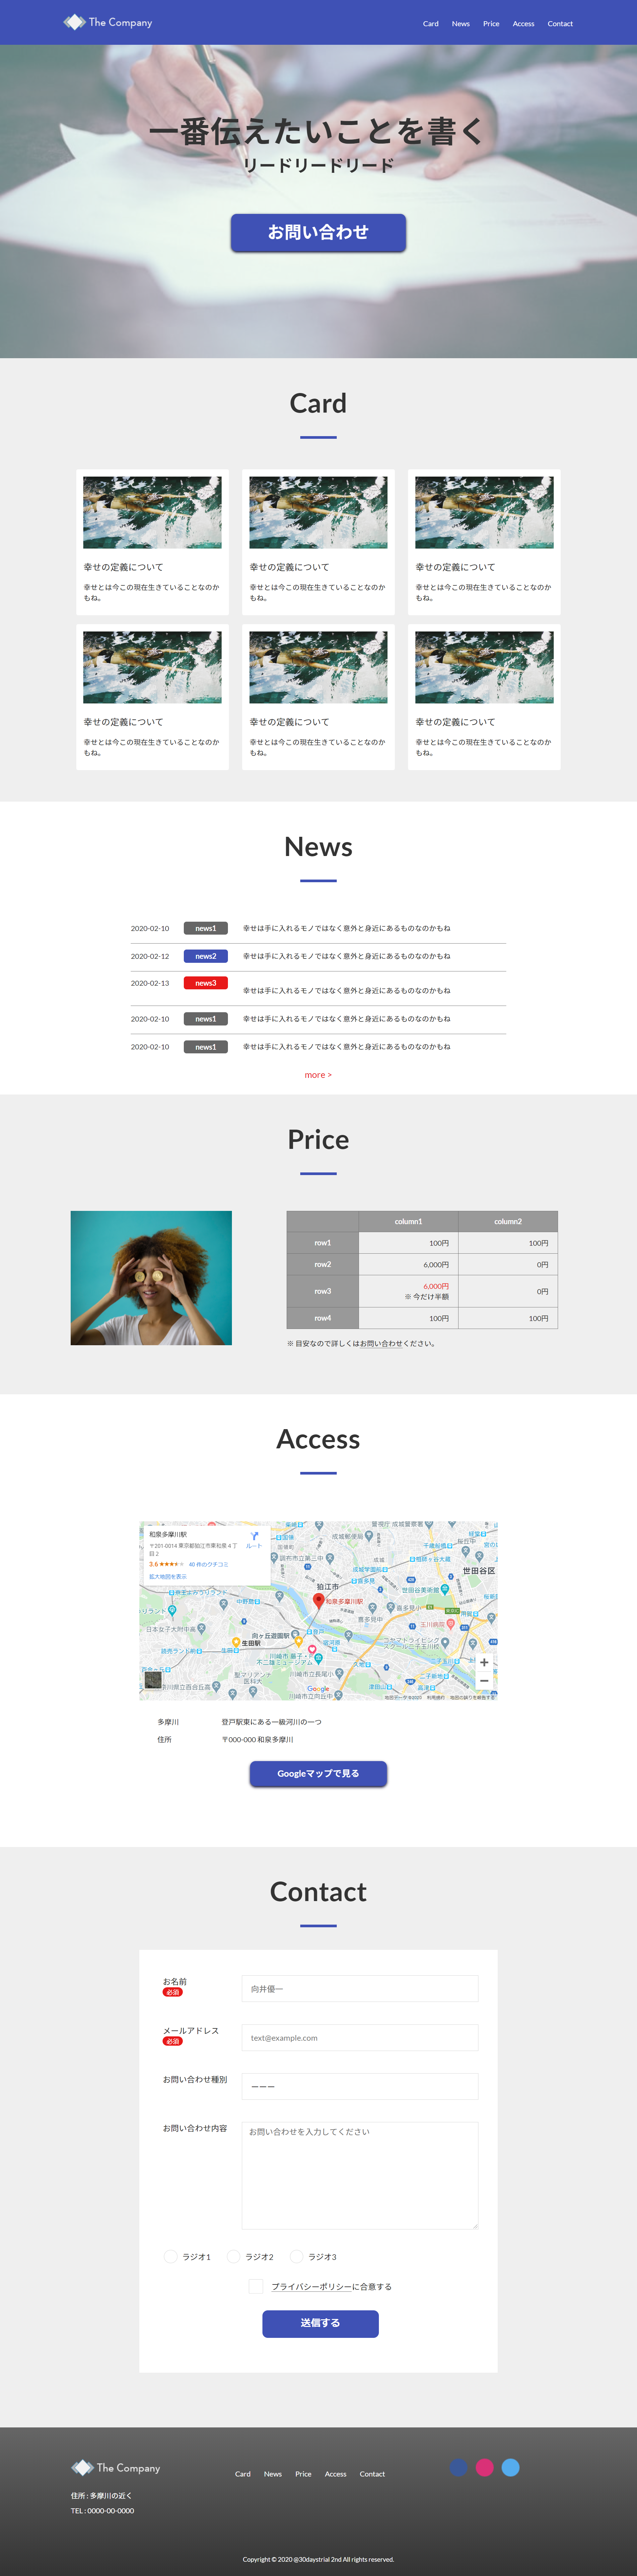 The Company
Card News Price Access Contact
一番伝えたいことを書く
リードリードリード
お問い合わせ
Card
幸せの定義について
幸せとは今この現在生きていることなのか
もね。
幸せの定義について
幸せとは今この現在生きていることなのか
もね。
幸せの定義について
幸せとは今この現在生きていることなのか
もね。
幸せの定義について
幸せとは今この現在生きていることなのか
もね。
幸せの定義について
幸せとは今この現在生きていることなのか
もね。
幸せの定義について
幸せとは今この現在生きていることなのか
もね。
News
2020-02-10 news1 幸せは手に入れるモノではなく意外と身近にあるものなのかもね
2020-02-12 news2 幸せは手に入れるモノではなく意外と身近にあるものなのかもね
2020-02-13 news3 幸せは手に入れるモノではなく意外と身近にあるものなのかもね
2020-02-10 news1 幸せは手に入れるモノではなく意外と身近にあるものなのかもね
2020-02-10 news1 幸せは手に入れるモノではなく意外と身近にあるものなのかもね
more >
Price
column1 column2
row1 100円 100円
row2 6,000円 0円
row3 6,000円 0円
※ 今だけ半額
row4 100円 100円
※ 目安なので詳しくはお問い合わせください。
Access
和泉多摩川駅
〒201-0014 東京都狛江市東和泉４丁
目２
ルート
3.6 40 件のクチコミ
拡大地図を表示
狛江市
和泉多摩川駅
世田谷区
生田駅
向ヶ丘遊園駅
登戸
世田谷美術館
Google
多摩川 登戸駅東にある一級河川の一つ
住所 〒000-000 和泉多摩川
Googleマップで見る
Contact
お名前
必須
向井優一
メールアドレス
必須
text@example.com
お問い合わせ種別
ーーー
お問い合わせ内容
お問い合わせを入力してください
ラジオ1 ラジオ2 ラジオ3
プライバシーポリシーに合意する
送信する
The Company
Card News Price Access Contact
住所 : 多摩川の近く
TEL : 0000-00-0000
Copyright © 2020 @30daystrial 2nd All rights reserved.